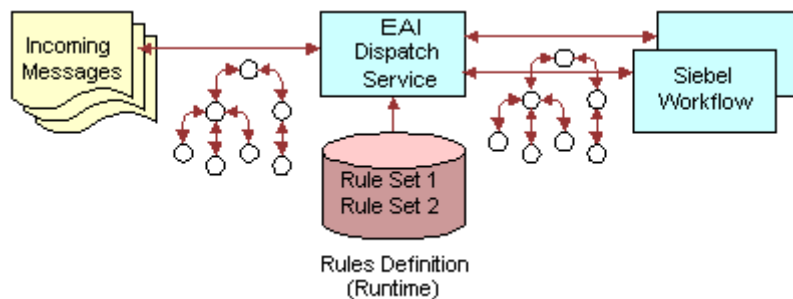 Incoming
Messages
EAI
Dispatch
Service
Siebel
Workflow
Rule Set 1
Rule Set 2
Rules Definition
(Runtime)